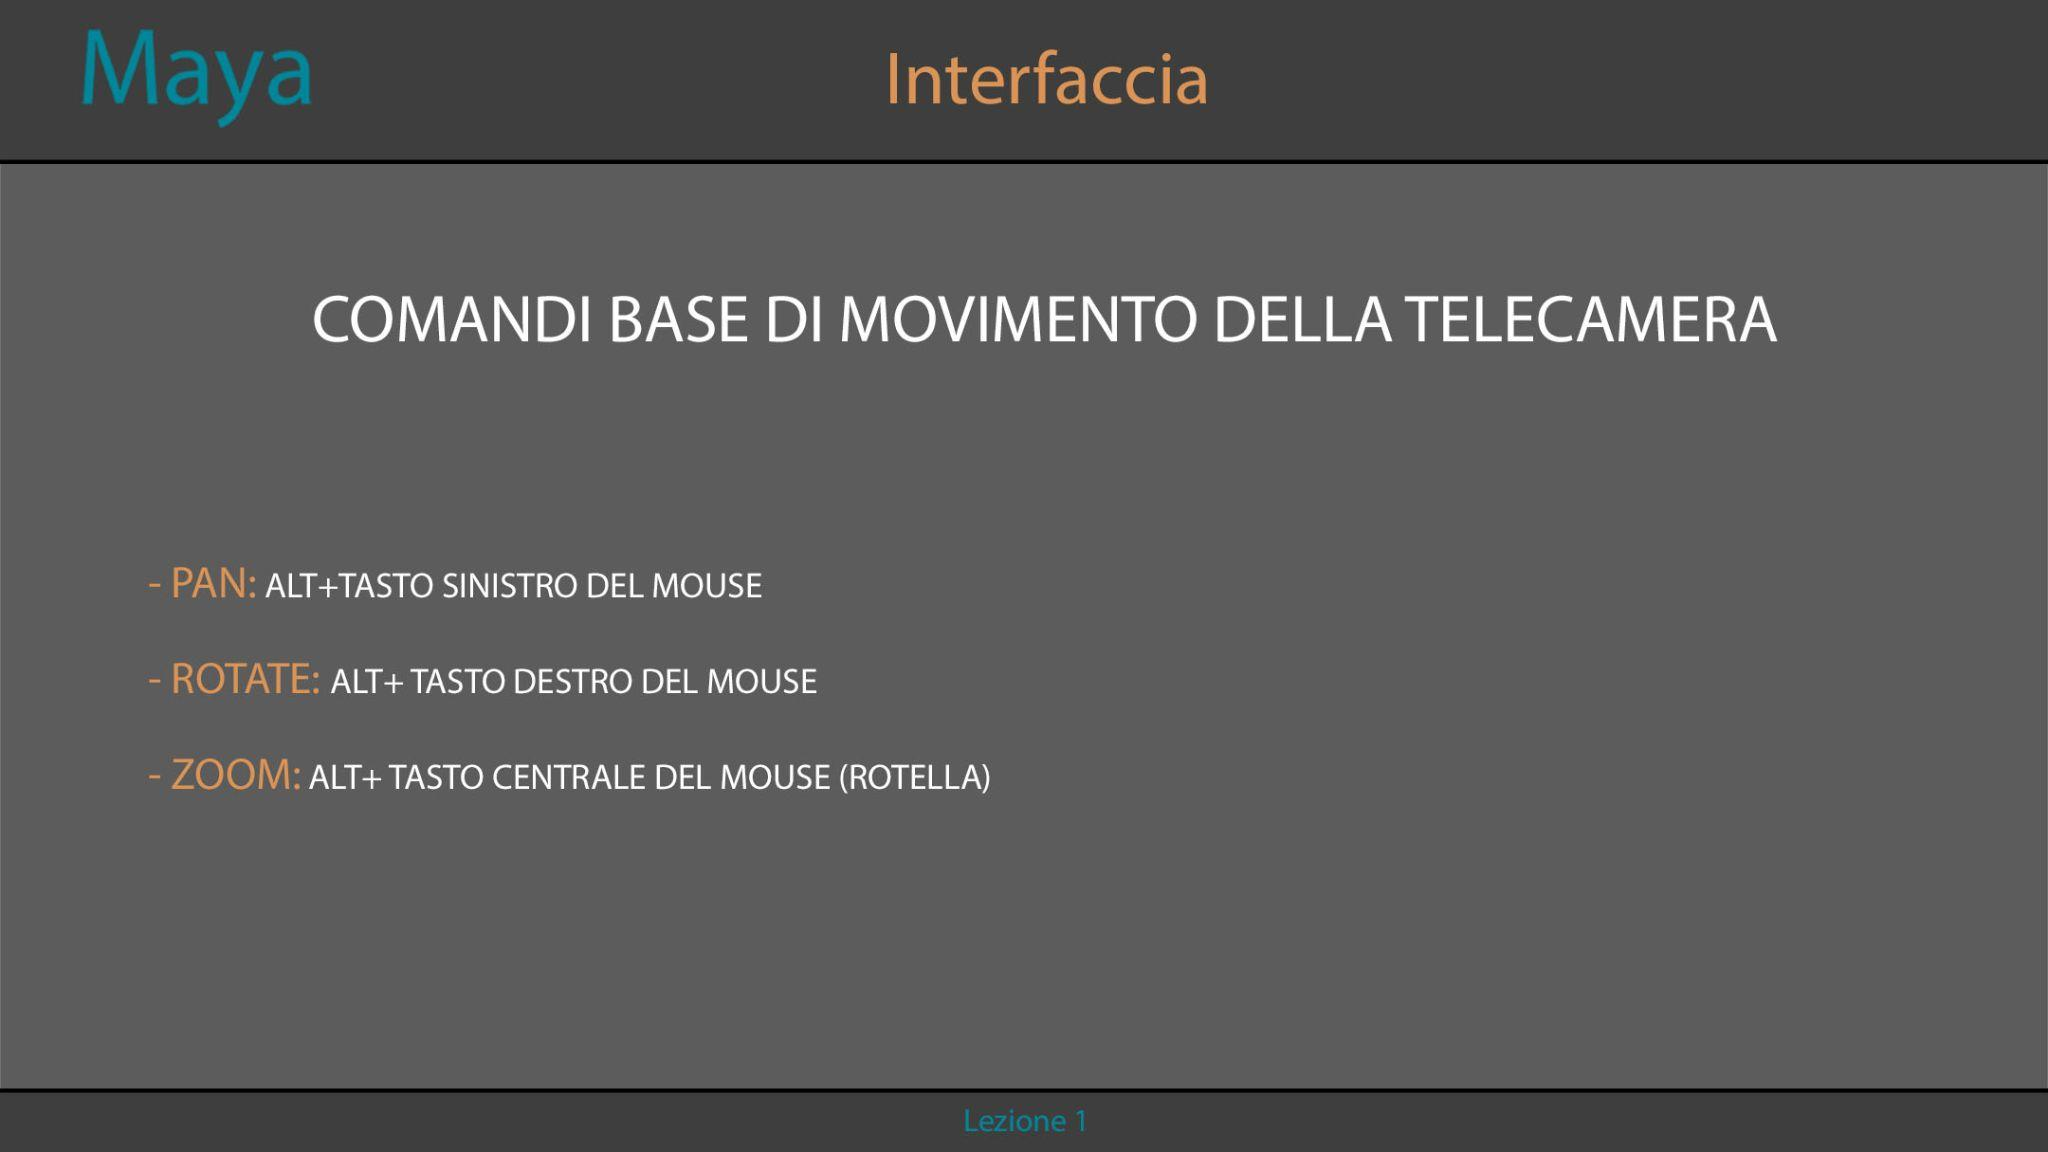 Maya
Interfaccia
COMANDI BASE DI MOVIMENTO DELLA TELECAMERA
- PAN: ALT+TASTO SINISTRO DEL MOUSE
- ROTATE: ALT+ TASTO DESTRO DEL MOUSE
- ZOOM: ALT+ TASTO CENTRALE DEL MOUSE (ROTELLA)
Lezione 1